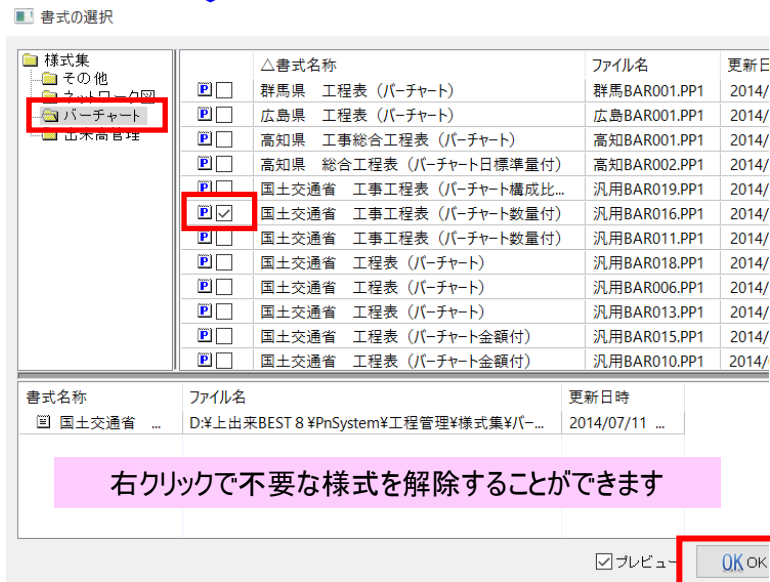 書式の選択
様式集
その他
ネットワーク図
バーチャート
出来高管理
△書式名称 ファイル名 更新日
P 群馬県 工程表（バーチャート） 群馬BAR001.PP1 2014/
P 広島県 工程表（バーチャート） 広島BAR001.PP1 2014/
P 高知県 工事総合工程表（バーチャート） 高知BAR001.PP1 2014/
P 高知県 総合工程表（バーチャート日標準量付） 高知BAR002.PP1 2014/
P 国土交通省 工事工程表（バーチャート構成比... 汎用BAR019.PP1 2014/
P 国土交通省 工事工程表（バーチャート数量付） 汎用BAR016.PP1 2014/
P 国土交通省 工事工程表（バーチャート数量付） 汎用BAR011.PP1 2014/
P 国土交通省 工程表（バーチャート） 汎用BAR018.PP1 2014/
P 国土交通省 工程表（バーチャート） 汎用BAR006.PP1 2014/
P 国土交通省 工程表（バーチャート） 汎用BAR013.PP1 2014/
P 国土交通省 工程表（バーチャート金額付） 汎用BAR015.PP1 2014/
P 国土交通省 工程表（バーチャート金額付） 汎用BAR010.PP1 2014/
書式名称 ファイル名 更新日時
国土交通省 ... D:¥上出来BEST 8 ¥PnSystem¥工程管理¥様式集¥バー... 2014/07/11 ...
右クリックで不要な様式を解除することができます
プレビュー OK OK